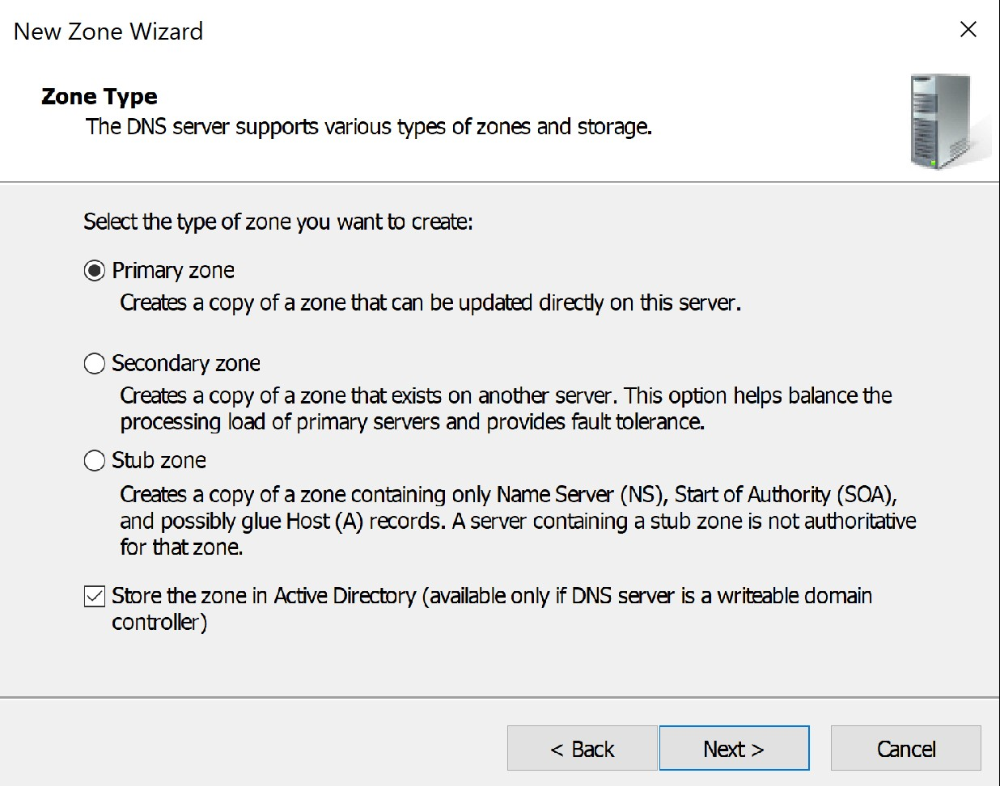 New Zone Wizard
Zone Type
The DNS server supports various types of zones and storage.
Select the type of zone you want to create:
Primary zone
Creates a copy of a zone that can be updated directly on this server.
Secondary zone
Creates a copy of a zone that exists on another server. This option helps balance the
processing load of primary servers and provides fault tolerance.
Stub zone
Creates a copy of a zone containing only Name Server (NS), Start of Authority (SOA),
and possibly glue Host (A) records. A server containing a stub zone is not authoritative
for that zone.
Store the zone in Active Directory (available only if DNS server is a writeable domain
controller)
< Back
Next >
Cancel